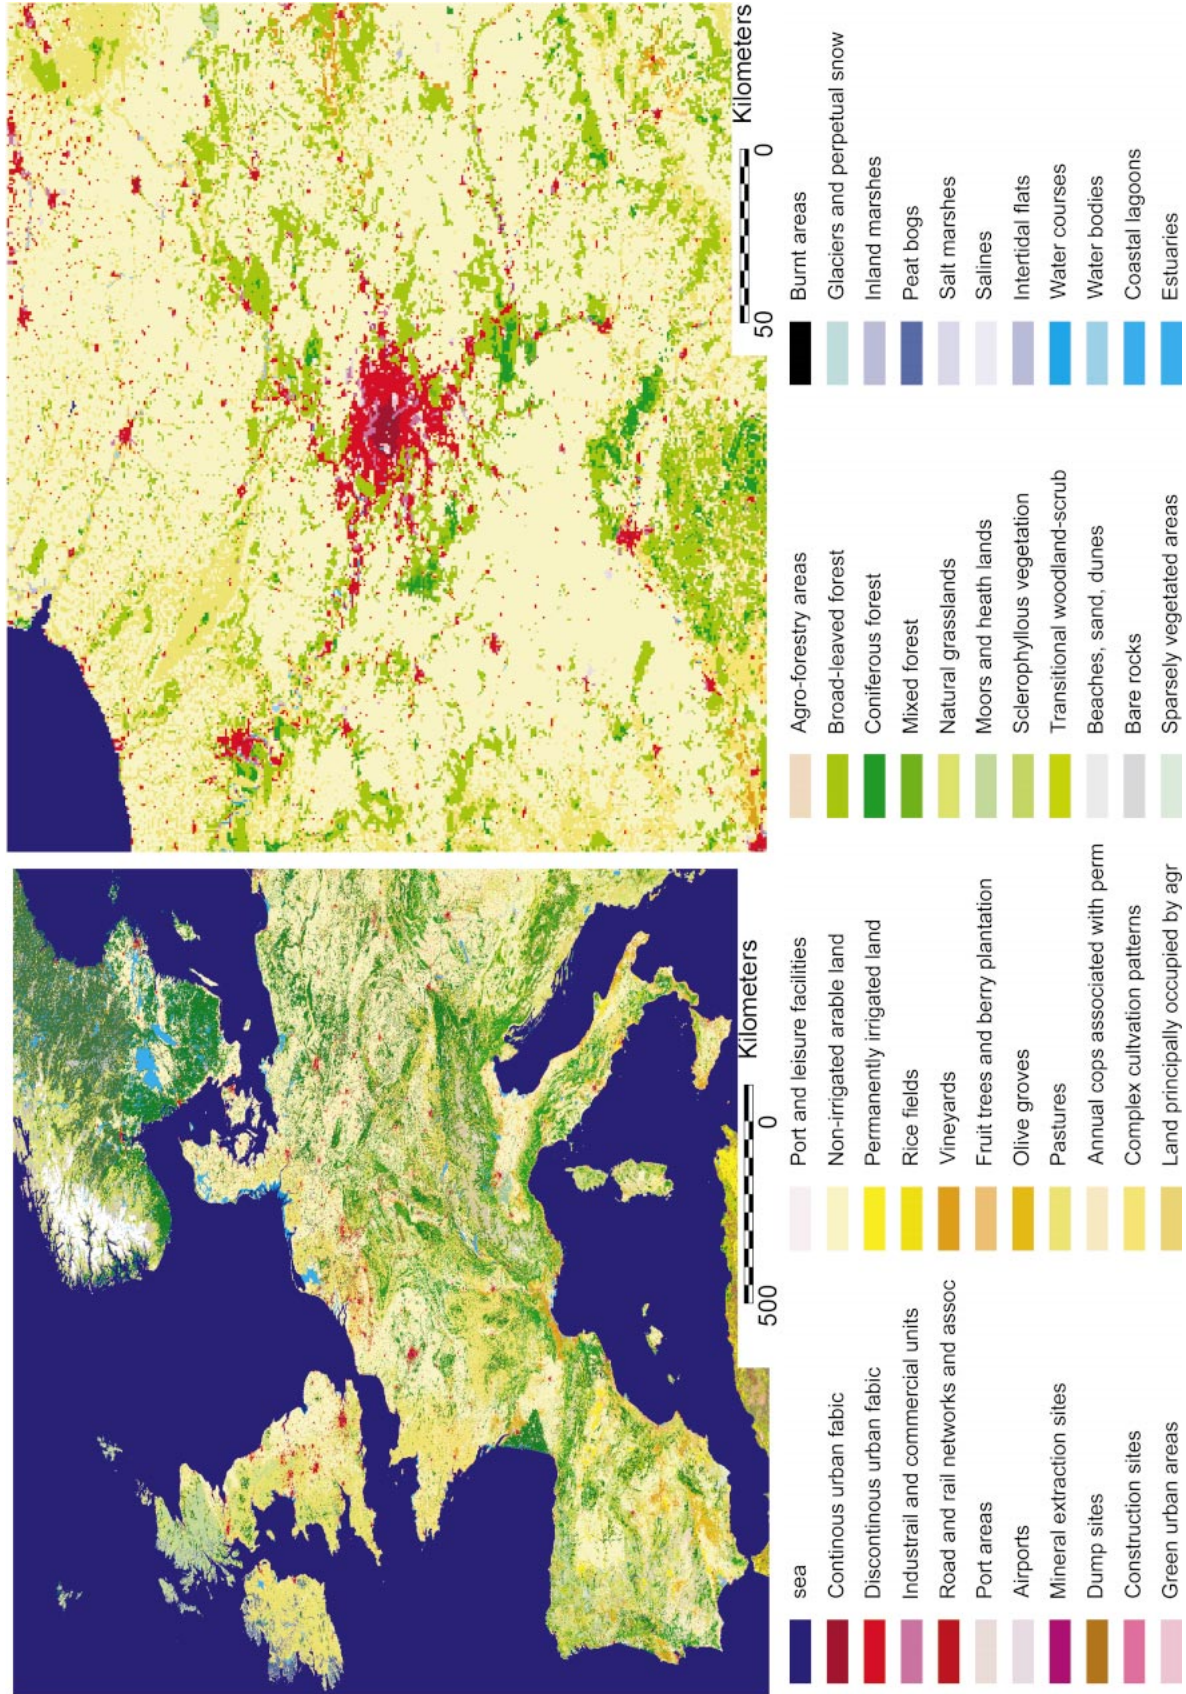 Kilometers
500 0
Kilometers
50 0
sea
Continous urban fabic
Discontinous urban fabic
Industrail and commercial units
Road and rail networks and assoc
Port areas
Airports
Mineral extraction sites
Dump sites
Construction sites
Green urban areas
Port and leisure facilities
Non-irrigated arable land
Permanently irrigated land
Rice fields
Vineyards
Fruit trees and berry plantation
Olive groves
Pastures
Annual cops associated with perm
Complex cultivation patterns
Land principally occupied by agr
Agro-forestry areas
Broad-leaved forest
Coniferous forest
Mixed forest
Natural grasslands
Moors and heath lands
Sclerophyllous vegetation
Transitional woodland-scrub
Beaches, sand, dunes
Bare rocks
Sparsely vegetated areas
Burnt areas
Glaciers and perpetual snow
Inland marshes
Peat bogs
Salt marshes
Salines
Intertidal flats
Water courses
Water bodies
Coastal lagoons
Estuaries